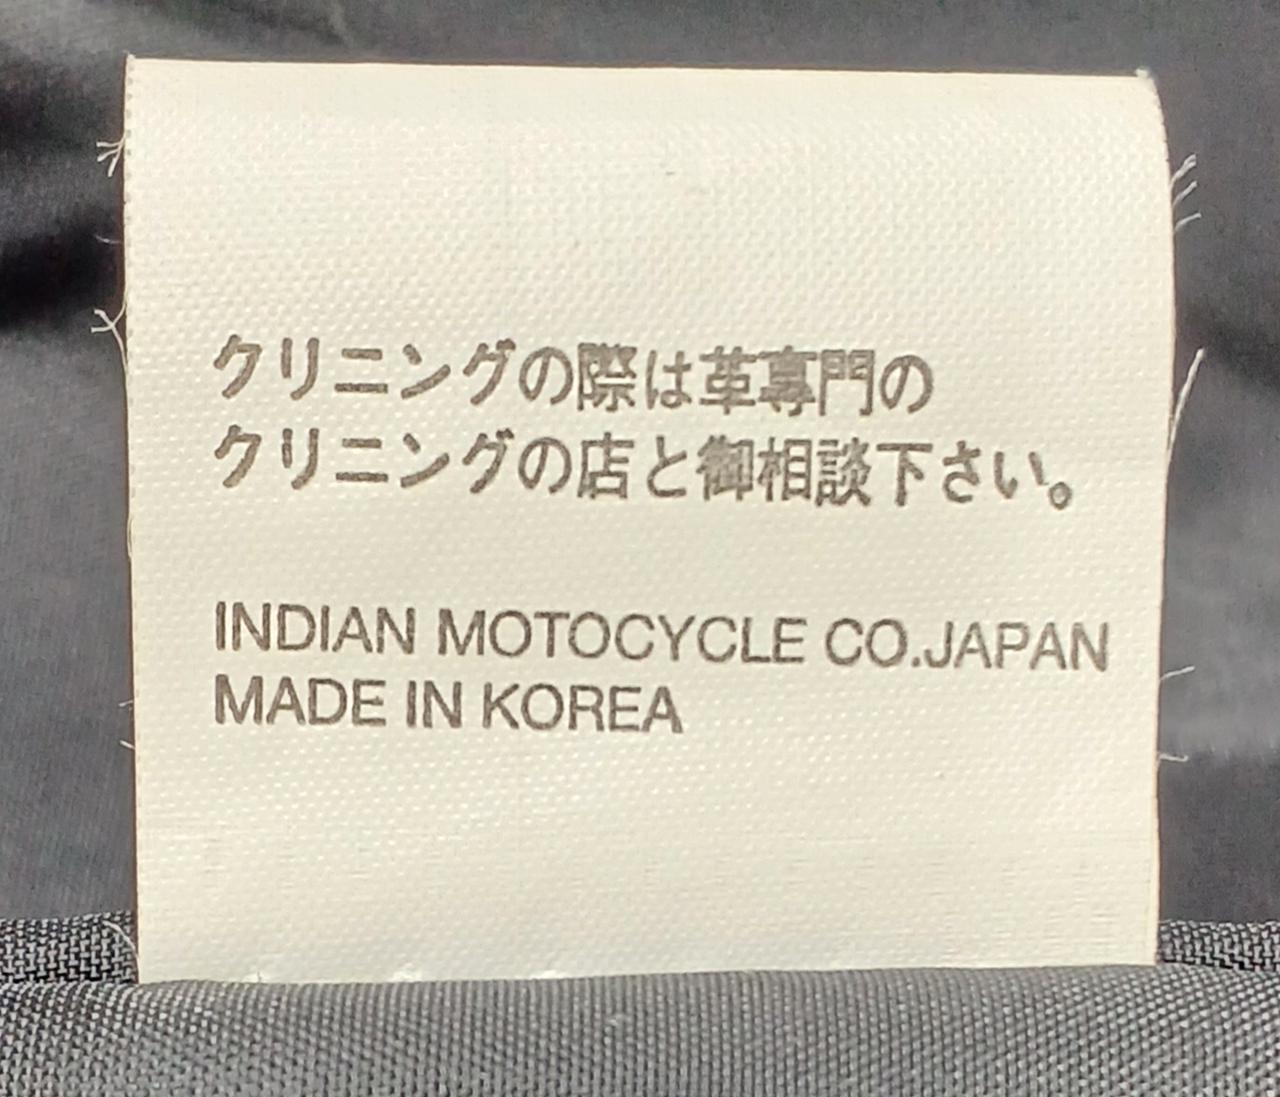 クリニングの際は革専門の
クリニングの店と御相談下さい。
INDIAN MOTOCYCLE CO.JAPAN
MADE IN KOREA